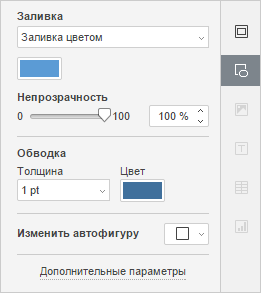 Заливка
Заливка цветом
Непрозрачность
0 100 100 %
Обводка
Толщина Цвет
1 pt
Изменить автофигуру
Дополнительные параметры